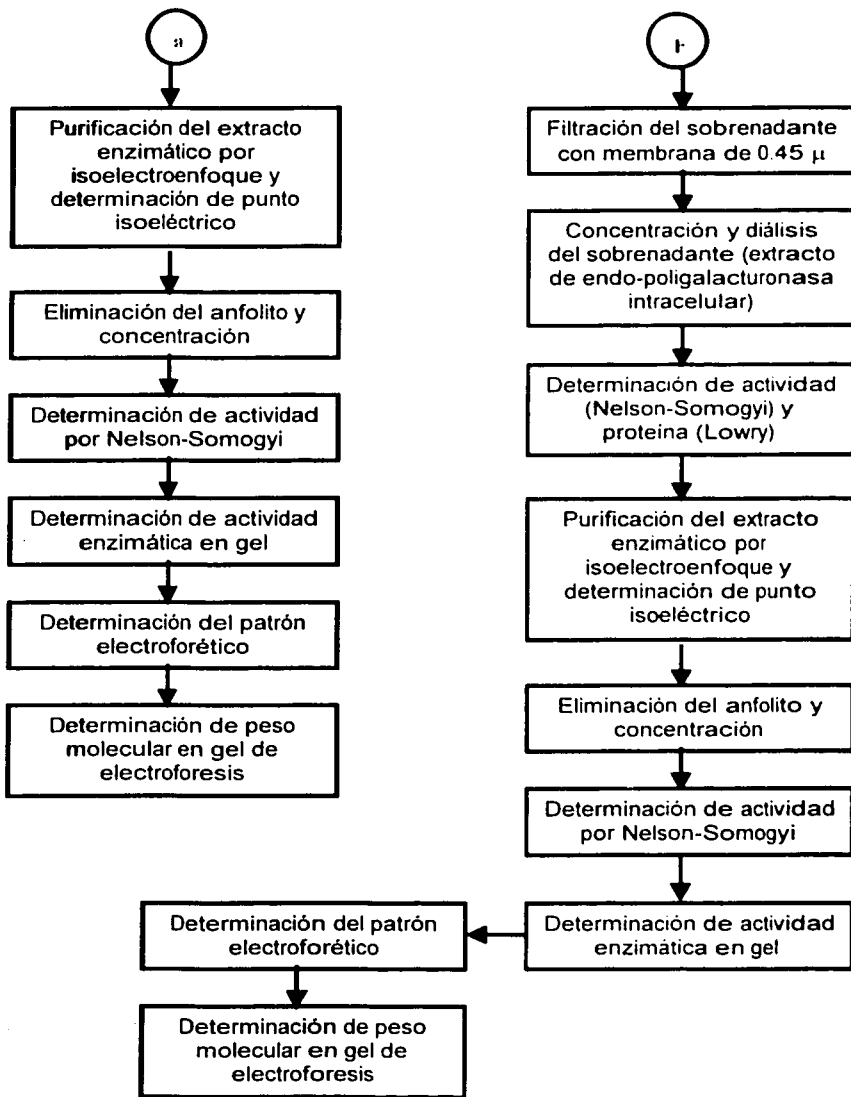 a
Purificación del extracto
enzimático por
isoelectroenfoque y
determinación de punto
isoeléctrico
Eliminación del anfolito y
concentración
Determinación de actividad
por Nelson-Somogyi
Determinación de actividad
enzimática en gel
Determinación del patrón
electroforético
Determinación de peso
molecular en gel de
electroforesis
Filtración del sobrenadante
con membrana de 0.45 μ
Concentración y diálisis
del sobrenadante (extracto
de endo-poligalacturonasa
intracelular)
Determinación de actividad
(Nelson-Somogyi) y
proteína (Lowry)
Purificación del extracto
enzimático por
isoelectroenfoque y
determinación de punto
isoeléctrico
Eliminación del anfolito y
concentración
Determinación de actividad
por Nelson-Somogyi
Determinación de actividad
enzimática en gel
Determinación del patrón
electroforético
Determinación de peso
molecular en gel de
electroforesis